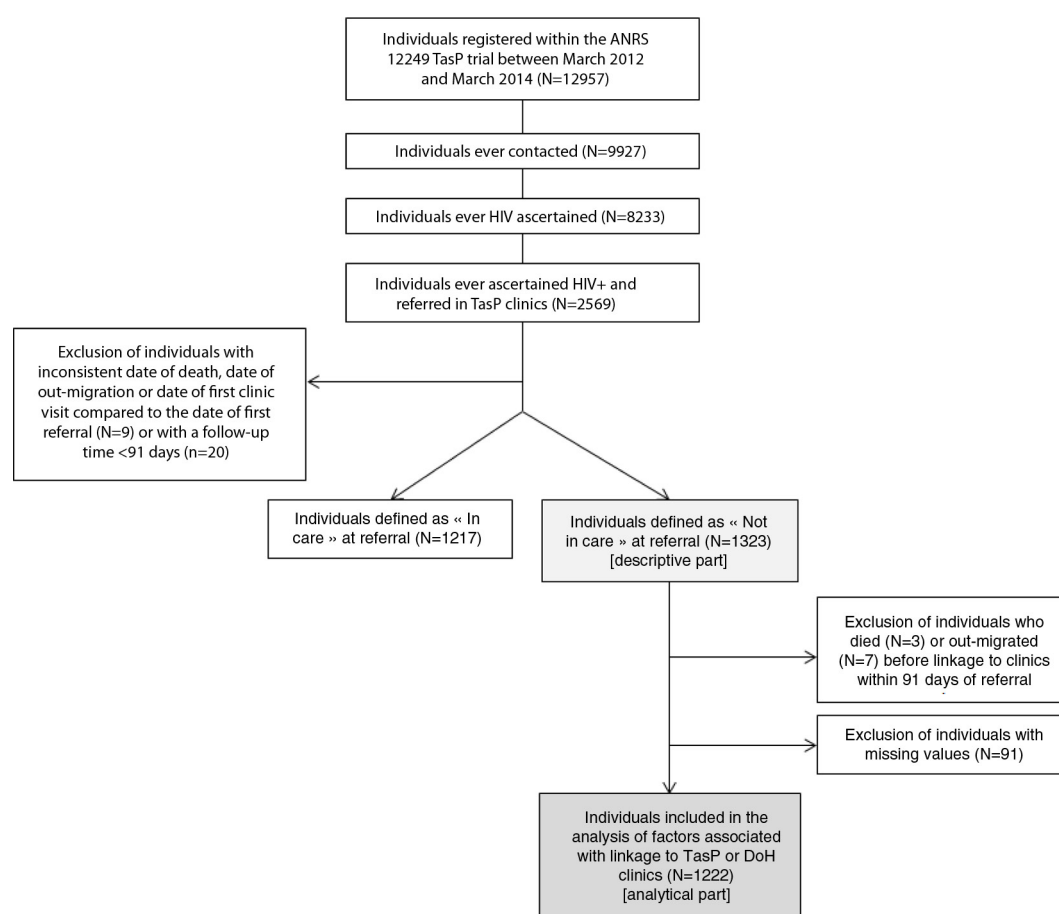 Individuals registered within the ANRS
12249 TasP trial between March 2012
and March 2014 (N=12957)
Individuals ever contacted (N=9927)
Individuals ever HIV ascertained (N=8233)
Individuals ever ascertained HIV+ and
referred in TasP clinics (N=2569)
Exclusion of individuals with
inconsistent date of death, date of
out-migration or date of first clinic
visit compared to the date of first
referral (N=9) or with a follow-up
time <91 days (n=20)
Individuals defined as « In
care » at referral (N=1217)
Individuals defined as « Not
in care » at referral (N=1323)
[descriptive part]
Exclusion of individuals who
died (N=3) or out-migrated
(N=7) before linkage to clinics
within 91 days of referral
Exclusion of individuals with
missing values (N=91)
Individuals included in the
analysis of factors associated
with linkage to TasP or DoH
clinics (N=1222)
[analytical part]